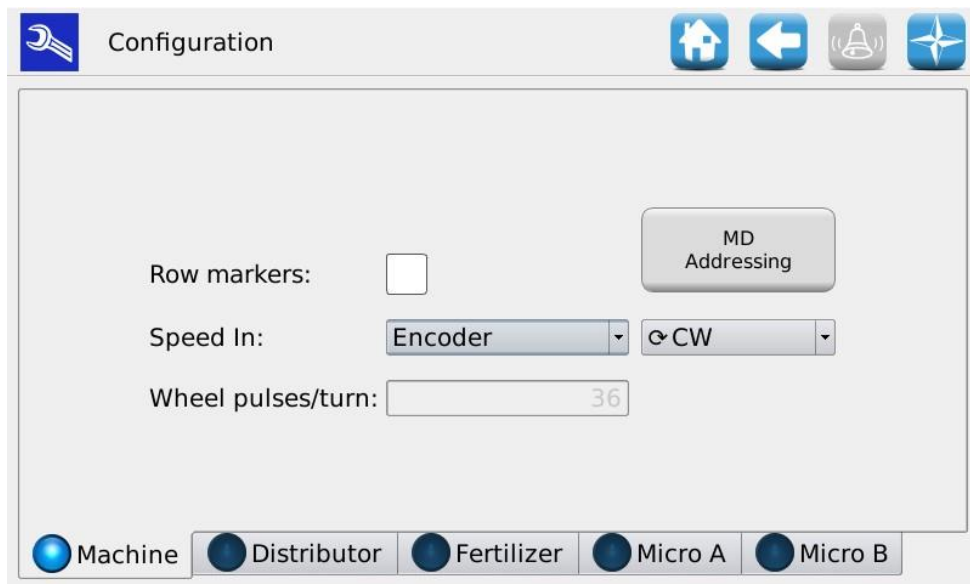 Configuration
MD
Addressing
Row markers:
Speed In: Encoder ⟳ CW
Wheel pulses/turn: 36
Machine Distributor Fertilizer Micro A Micro B